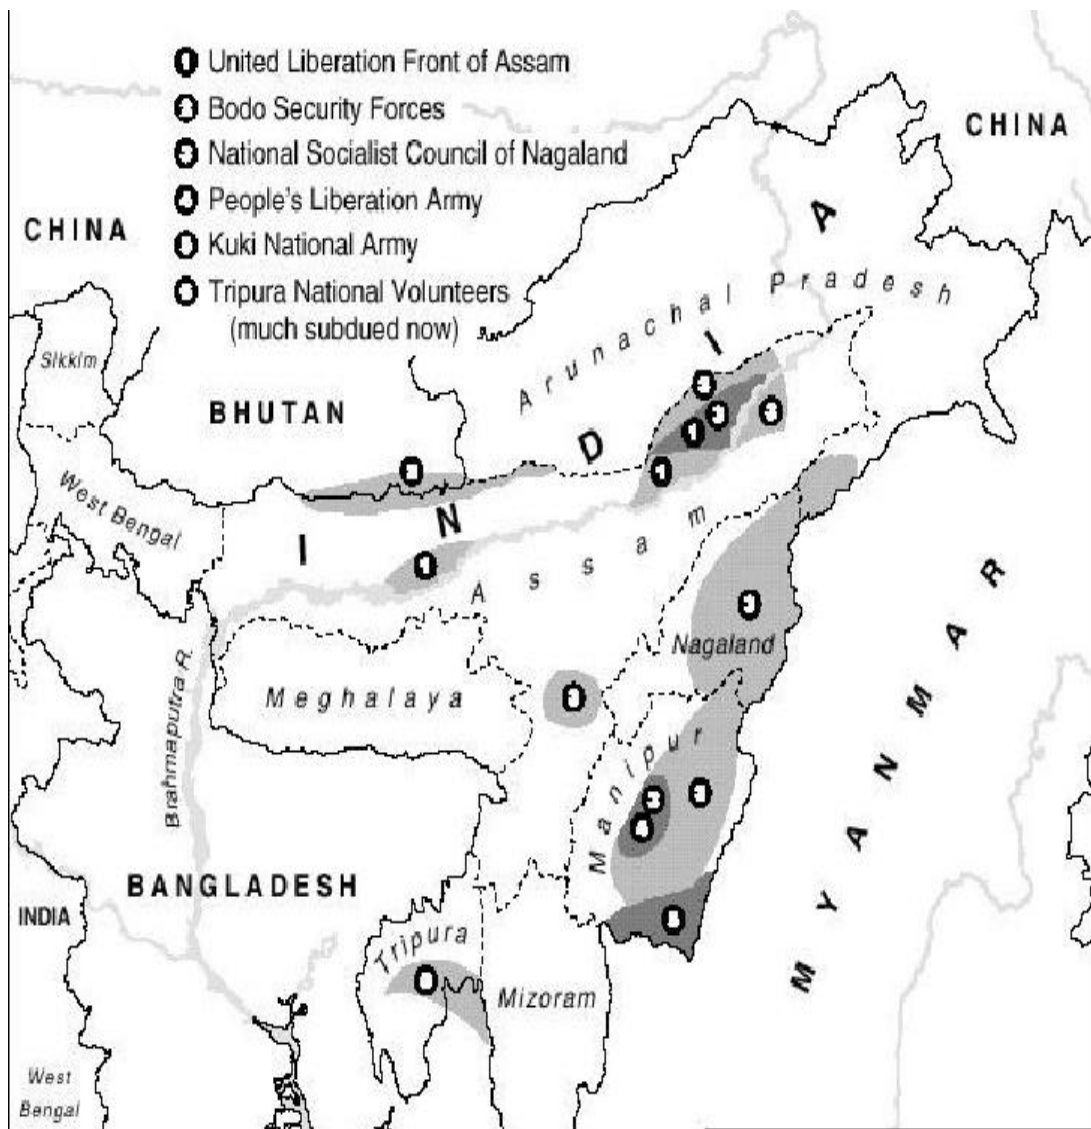 United Liberation Front of Assam
Bodo Security Forces
National Socialist Council of Nagaland
People's Liberation Army
Kuki National Army
Tripura National Volunteers
(much subdued now)
CHINA
CHINA
Sikkim
BHUTAN
West Bengal
Arunachal Pradesh
INDIA
Assam
Nagaland
Meghalaya
Manipur
Brahmaputra R.
BANGLADESH
MYANMAR
INDIA
Tripura
Mizoram
West
Bengal